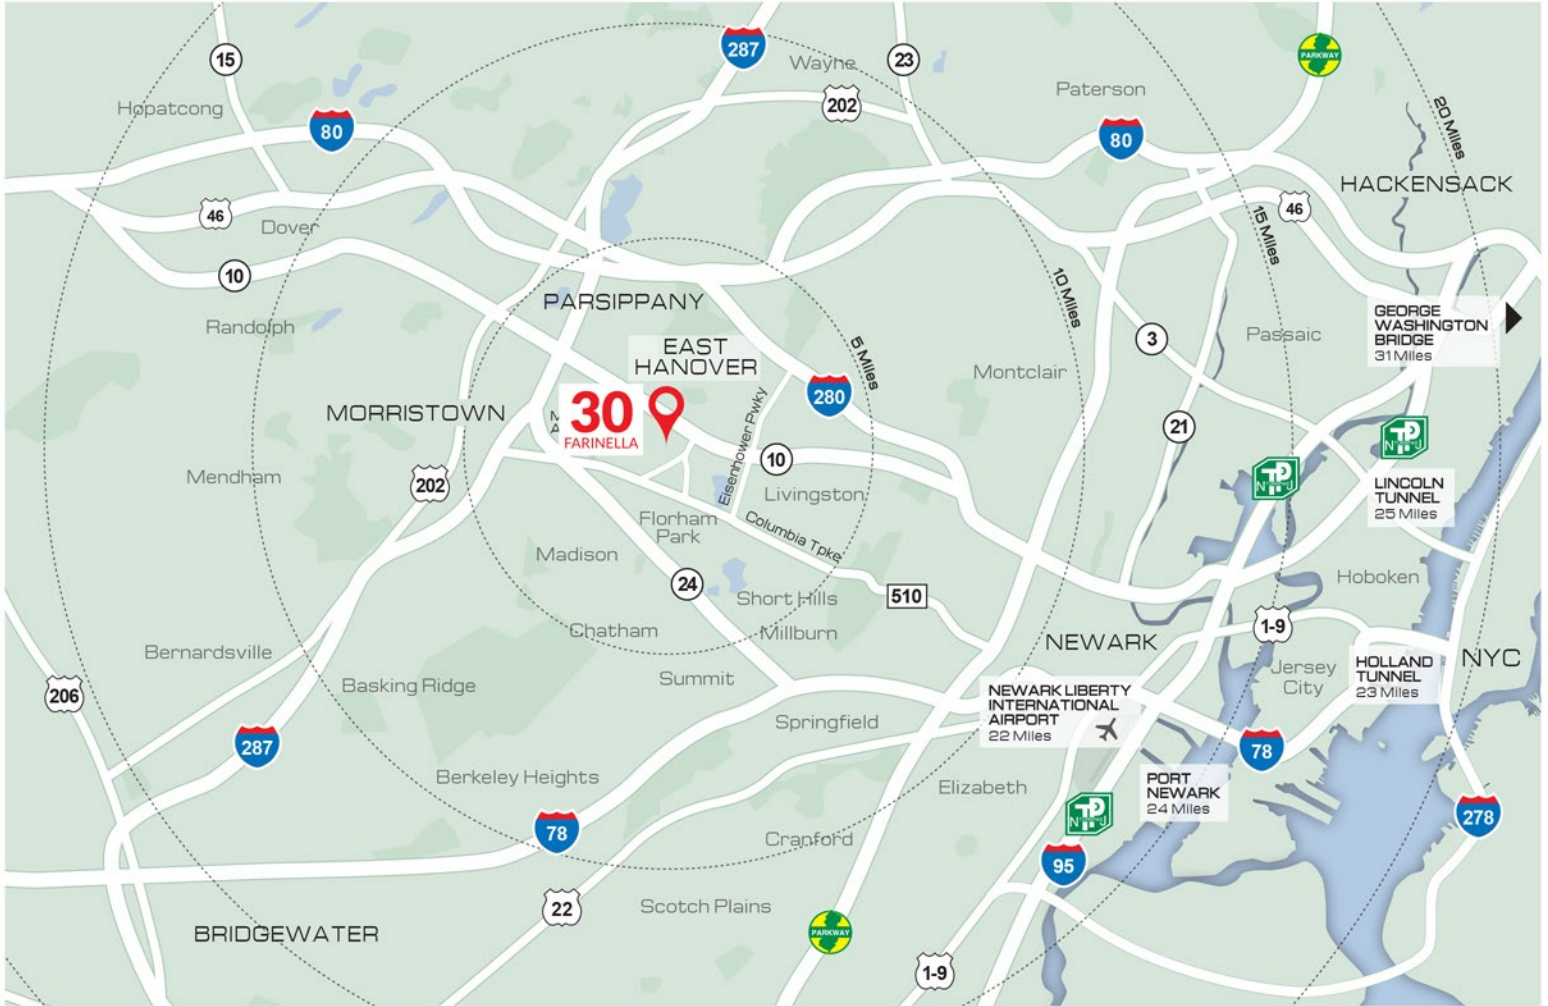 15
287
Wayne
23
PARKWAY
Hopatcong
80
202
Paterson
80
20 Miles
HACKENSACK
46
Dover
46
15 Miles
10
PARSIPPANY
10 Miles
Randolph
EAST
HANOVER
5 Miles
3
Passaic
GEORGE
WASHINGTON
BRIDGE
31 Miles
Montclair
280
MORRISTOWN
30
FARINELLA
Eisenhower Pwky
21
10
Mendham
202
Livingston
LINCOLN
TUNNEL
25 Miles
Florham
Park
Columbia Tpke
Madison
24
Short Hills
510
Hoboken
Chatham
Millburn
1-9
NEWARK
Bernardsville
Jersey
City
HOLLAND
TUNNEL
23 Miles
NYC
206
Basking Ridge
Summit
NEWARK LIBERTY
INTERNATIONAL
AIRPORT
22 Miles
Springfield
287
78
Berkeley Heights
Elizabeth
PORT
NEWARK
24 Miles
78
278
Cranford
95
22
Scotch Plains
BRIDGEWATER
PARKWAY
1-9